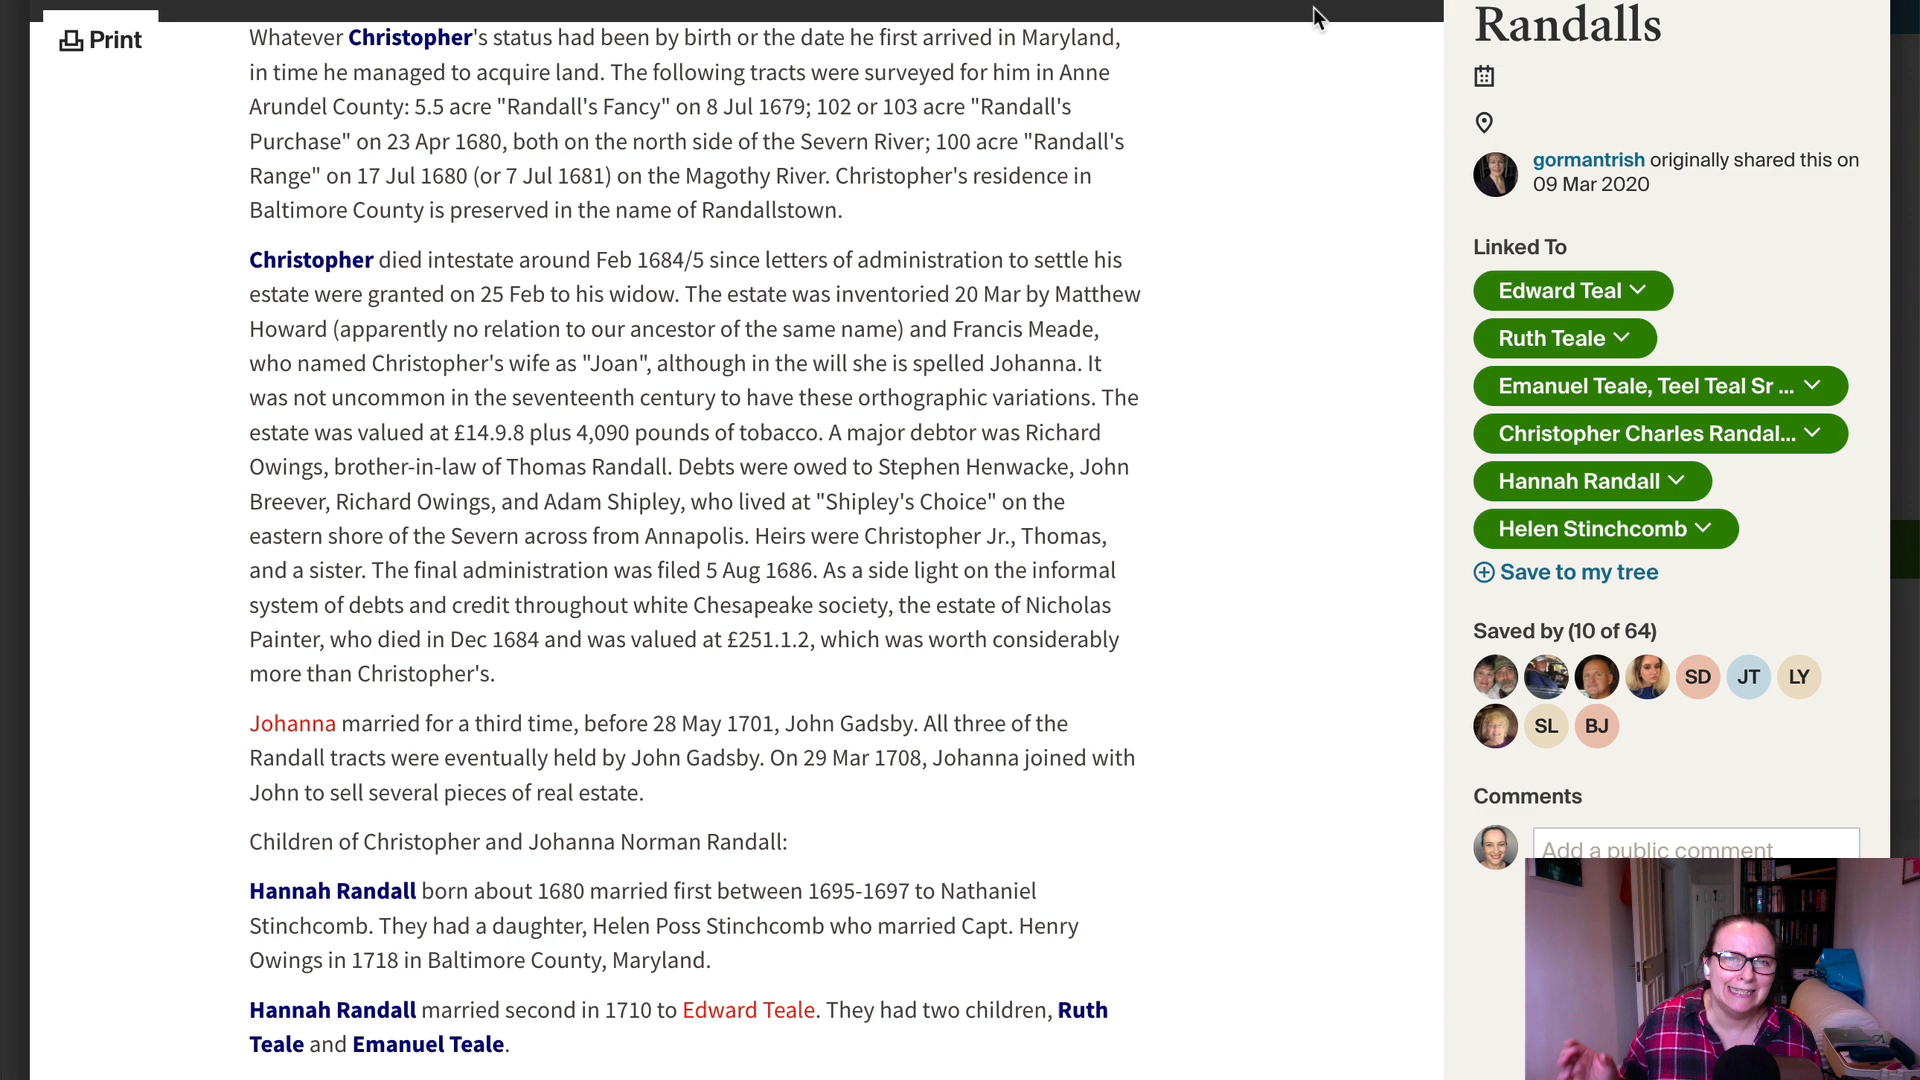 Print
Whatever Christopher's status had been by birth or the date he first arrived in Maryland,
in time he managed to acquire land. The following tracts were surveyed for him in Anne
Arundel County: 5.5 acre "Randall's Fancy" on 8 Jul 1679; 102 or 103 acre "Randall's
Purchase" on 23 Apr 1680, both on the north side of the Severn River; 100 acre "Randall's
Range" on 17 Jul 1680 (or 7 Jul 1681) on the Magothy River. Christopher's residence in
Baltimore County is preserved in the name of Randallstown.
Christopher died intestate around Feb 1684/5 since letters of administration to settle his
estate were granted on 25 Feb to his widow. The estate was inventoried 20 Mar by Matthew
Howard (apparently no relation to our ancestor of the same name) and Francis Meade,
who named Christopher's wife as "Joan", although in the will she is spelled Johanna. It
was not uncommon in the seventeenth century to have these orthographic variations. The
estate was valued at £14.9.8 plus 4,090 pounds of tobacco. A major debtor was Richard
Owings, brother-in-law of Thomas Randall. Debts were owed to Stephen Henwacke, John
Breever, Richard Owings, and Adam Shipley, who lived at "Shipley's Choice" on the
eastern shore of the Severn across from Annapolis. Heirs were Christopher Jr., Thomas,
and a sister. The final administration was filed 5 Aug 1686. As a side light on the informal
system of debts and credit throughout white Chesapeake society, the estate of Nicholas
Painter, who died in Dec 1684 and was valued at £251.1.2, which was worth considerably
more than Christopher's.
Johanna married for a third time, before 28 May 1701, John Gadsby. All three of the
Randall tracts were eventually held by John Gadsby. On 29 Mar 1708, Johanna joined with
John to sell several pieces of real estate.
Children of Christopher and Johanna Norman Randall:
Hannah Randall born about 1680 married first between 1695-1697 to Nathaniel
Stinchcomb. They had a daughter, Helen Poss Stinchcomb who married Capt. Henry
Owings in 1718 in Baltimore County, Maryland.
Hannah Randall married second in 1710 to Edward Teale. They had two children, Ruth
Teale and Emanuel Teale.
Randalls
gormantrish originally shared this on
09 Mar 2020
Linked To
Edward Teal
Ruth Teale
Emanuel Teale, Teel Teal Sr ...
Christopher Charles Randal...
Hannah Randall
Helen Stinchcomb
Save to my tree
Saved by (10 of 64)
SD JT LY
SL BJ
Comments
Add a public comment